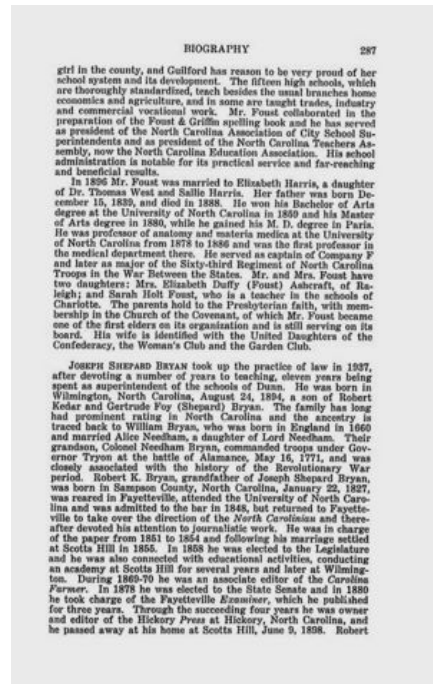 BIOGRAPHY 287
girl in the county, and Guilford has reason to be very proud of her
school system and its development. The fifteen high schools, which
are thoroughly standardized, teach besides the usual branches home
economics and agriculture, and in some are taught trades, industry
and commercial vocational work. Mr. Foust collaborated in the
preparation of the Foust & Griffin spelling book and he has served
as president of the North Carolina Association of City School Su-
perintendents and as president of the North Carolina Teachers As-
sembly, now the North Carolina Education Association. His school
administration is notable for its practical service and far-reaching
and beneficial results.
In 1896 Mr. Foust was married to Elizabeth Harris, a daughter
of Dr. Thomas West and Sallie Harris. Her father was born De-
cember 15, 1839, and died in 1888. He won his Bachelor of Arts
degree at the University of North Carolina in 1859 and his Master
of Arts degree in 1880, while he gained his M. D. degree in Paris.
He was professor of anatomy and materia medica at the University
of North Carolina from 1878 to 1886 and was the first professor in
the medical department there. He served as captain of Company F
and later as major of the Sixty-third Regiment of North Carolina
Troops in the War Between the States. Mr. and Mrs. Foust have
two daughters: Mrs. Elizabeth Duffy (Foust) Ashcraft, of Ra-
leigh; and Sarah Holt Foust, who is a teacher in the schools of
Charlotte. The parents hold to the Presbyterian faith, with mem-
bership in the Church of the Covenant, of which Mr. Foust became
one of the first elders on its organization and is still serving on its
board. His wife is identified with the United Daughters of the
Confederacy, the Woman's Club and the Garden Club.
JOSEPH SHEPARD BRYAN took up the practice of law in 1937,
after devoting a number of years to teaching, eleven years being
spent as superintendent of the schools of Dunn. He was born in
Wilmington, North Carolina, August 24, 1894, a son of Robert
Kedar and Gertrude Foy (Shepard) Bryan. The family has long
had prominent rating in North Carolina and the ancestry is
traced back to William Bryan, who was born in England in 1660
and married Alice Needham, a daughter of Lord Needham. Their
grandson, Colonel Needham Bryan, commanded troops under Gov-
ernor Tryon at the battle of Alamance, May 16, 1771, and was
closely associated with the history of the Revolutionary War
period. Robert K. Bryan, grandfather of Joseph Shepard Bryan,
was born in Sampson County, North Carolina, January 22, 1827,
was reared in Fayetteville, attended the University of North Caro-
lina and was admitted to the bar in 1848, but returned to Fayette-
ville to take over the direction of the North Carolinian and there-
after devoted his attention to journalistic work. He was in charge
of the paper from 1851 to 1854 and following his marriage settled
at Scotts Hill in 1855. In 1858 he was elected to the Legislature
and he was also connected with educational activities, conducting
an academy at Scotts Hill for several years and later at Wilming-
ton. During 1869-70 he was an associate editor of the Carolina
Farmer. In 1878 he was elected to the State Senate and in 1880
he took charge of the Fayetteville Examiner, which he published
for three years. Through the succeeding four years he was owner
and editor of the Hickory Press at Hickory, North Carolina, and
he passed away at his home at Scotts Hill, June 9, 1898. Robert